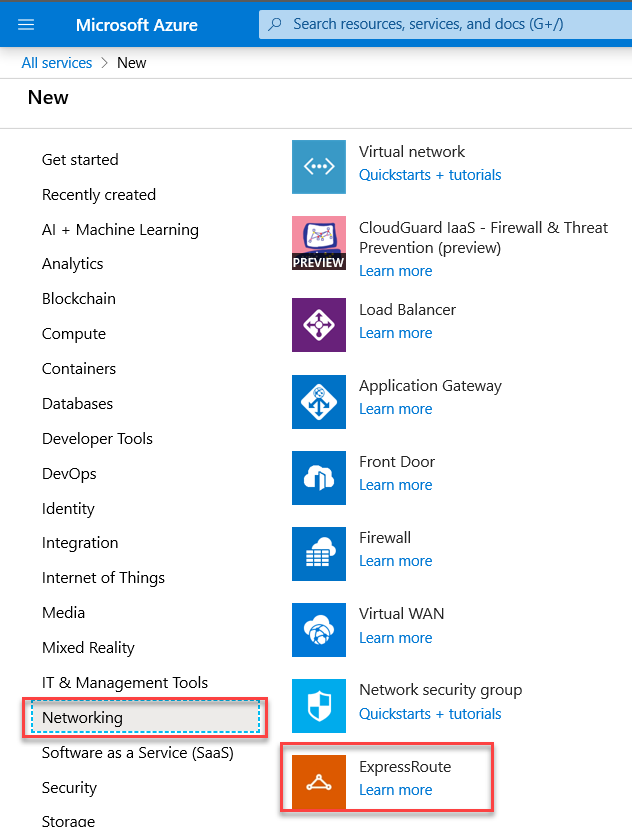 Microsoft Azure
Search resources, services, and docs (G+/)
All services > New
New
Get started
Recently created
AI + Machine Learning
Analytics
Blockchain
Compute
Containers
Databases
Developer Tools
DevOps
Identity
Integration
Internet of Things
Media
Mixed Reality
IT & Management Tools
Networking
Software as a Service (SaaS)
Security
Storage
Virtual network
Quickstarts + tutorials
PREVIEW
CloudGuard IaaS - Firewall & Threat
Prevention (preview)
Learn more
Load Balancer
Learn more
Application Gateway
Learn more
Front Door
Learn more
Firewall
Learn more
Virtual WAN
Learn more
Network security group
Quickstarts + tutorials
ExpressRoute
Learn more